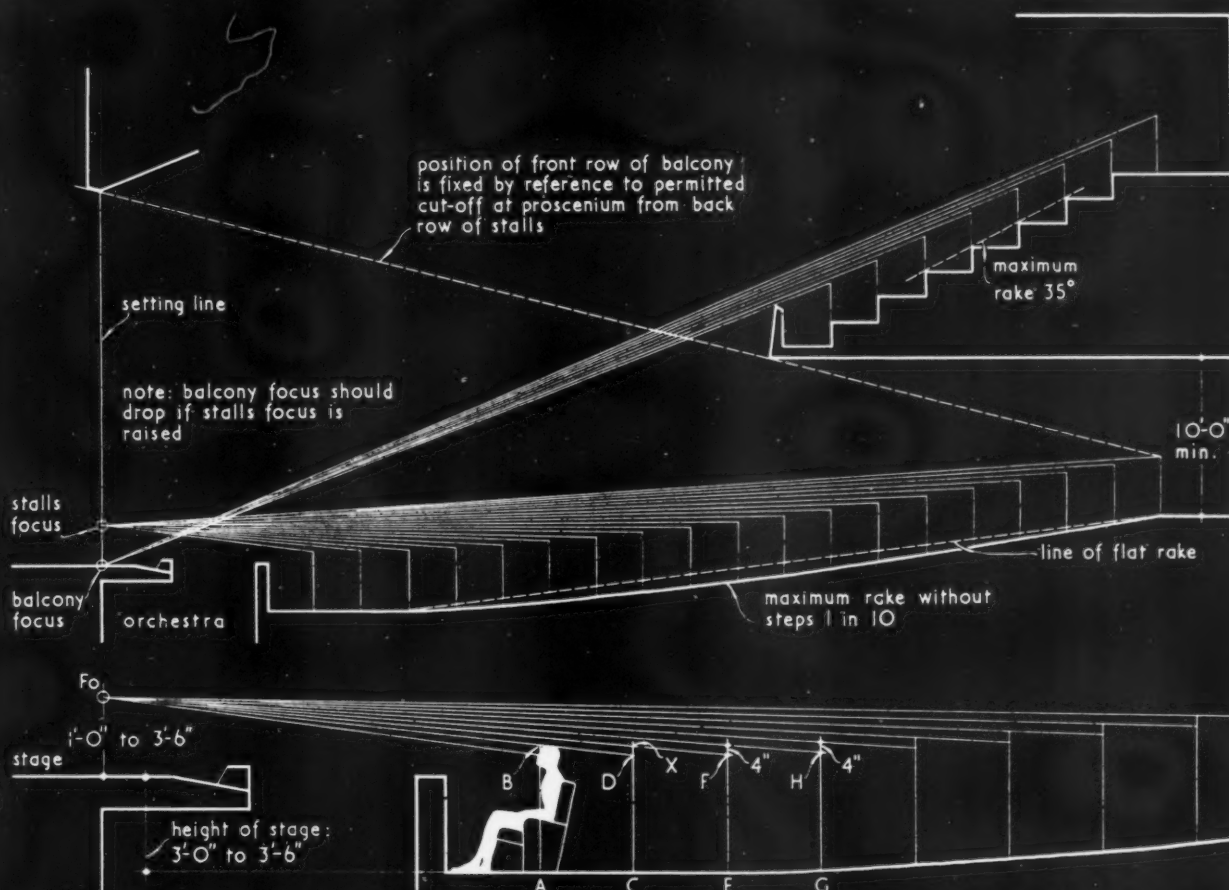 position of front row of balcony
is fixed by reference to permitted
cut-off at proscenium from back
row of stalls
maximum
rake 35°
setting line
note: balcony focus should
drop if stalls focus is
raised
10'-0"
min.
stalls
focus
line of flat rake
balcony
focus
orchestra
maximum rake without
steps 1 in 10
Fo
1'-0" to 3'-6"
stage
B
D
X
F
4"
H
4"
height of stage:
3'-0" to 3'-6"
A
C
G